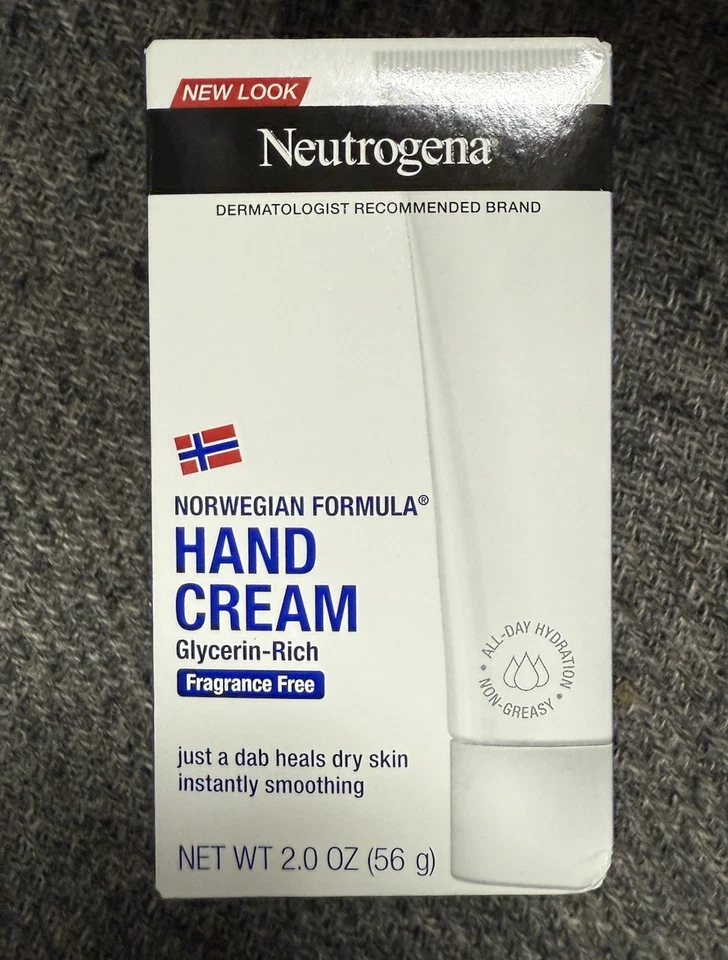 NEW LOOK
Neutrogena®
DERMATOLOGIST RECOMMENDED BRAND
NORWEGIAN FORMULA®
HAND
CREAM
Glycerin-Rich
Fragrance Free
ALL-DAY HYDRATION
• NON-GREASY •
just a dab heals dry skin
instantly smoothing
NET WT 2.0 OZ (56 g)